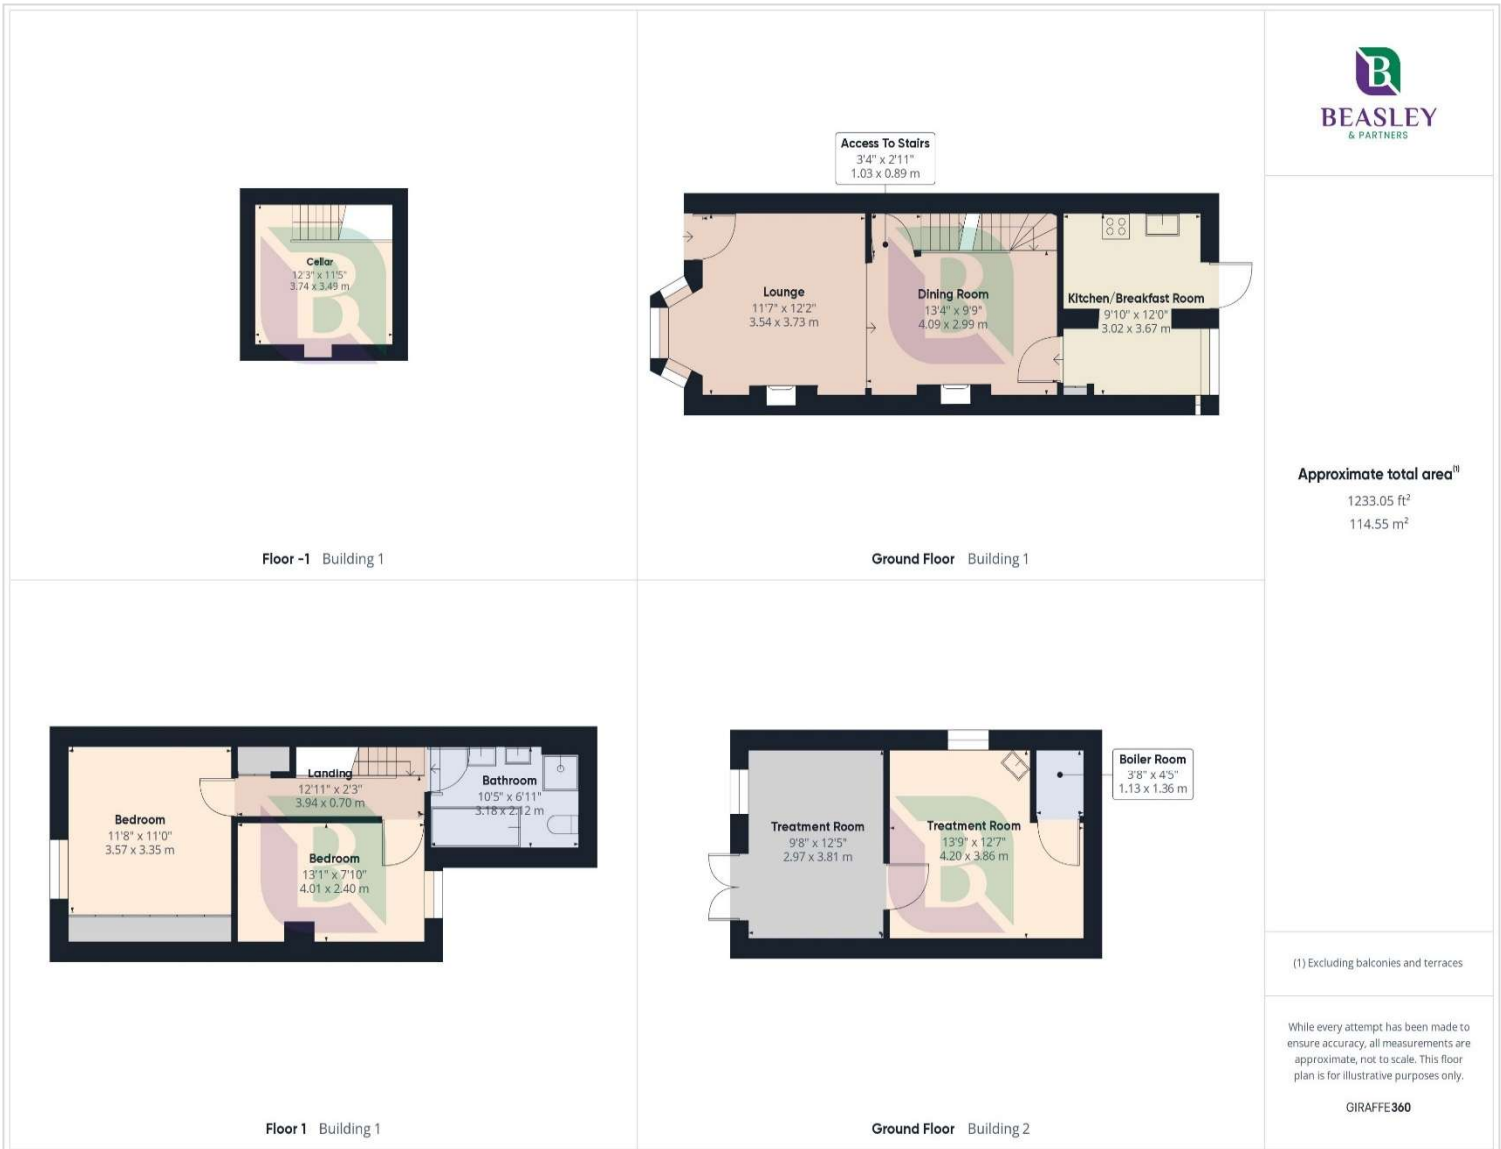 B
BEASLEY
& PARTNERS
Access To Stairs
3'4" x 2'11"
1.03 x 0.89 m
Cellar
12'3" x 11'5"
3.74 x 3.49 m
Lounge
11'7" x 12'2"
3.54 x 3.73 m
Dining Room
13'4" x 9'9"
4.09 x 2.99 m
Kitchen/Breakfast Room
9'10" x 12'0"
3.02 x 3.67 m
Floor -1 Building 1
Ground Floor Building 1
Approximate total area(1)
1233.05 ft²
114.55 m²
Bedroom
11'8" x 11'0"
3.57 x 3.35 m
Landing
12'11" x 2'3"
3.94 x 0.70 m
Bathroom
10'5" x 6'11"
3.18 x 2.12 m
Bedroom
13'1" x 7'10"
4.01 x 2.40 m
Treatment Room
9'8" x 12'5"
2.97 x 3.81 m
Treatment Room
13'9" x 12'7"
4.20 x 3.86 m
Boiler Room
3'8" x 4'5"
1.13 x 1.36 m
Floor 1 Building 1
Ground Floor Building 2
(1) Excluding balconies and terraces
While every attempt has been made to
ensure accuracy, all measurements are
approximate, not to scale. This floor
plan is for illustrative purposes only.
GIRAFFE360